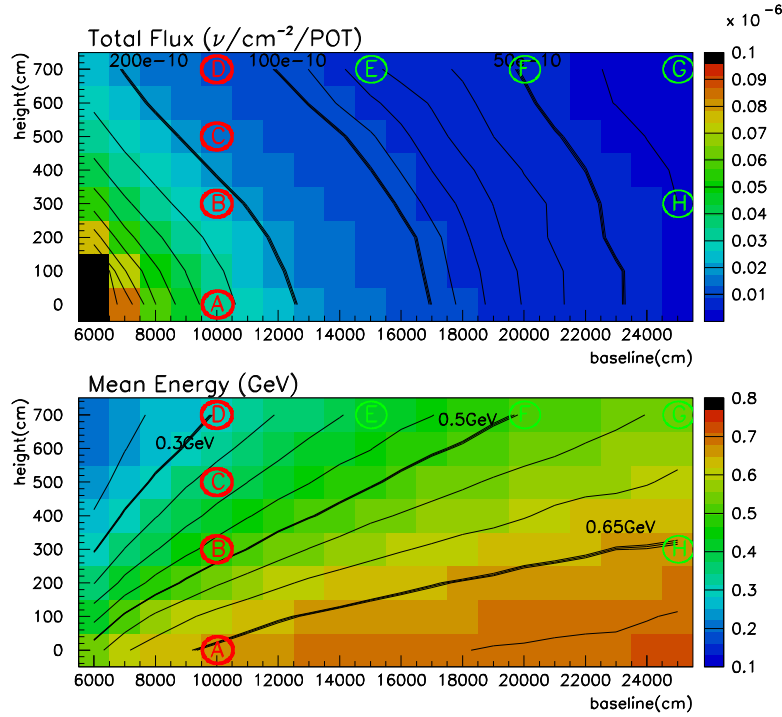 x 10 -6
Total Flux (ν/cm⁻²/POT)
200e-10 D 100e-10 E 50e-10 F G
C
B H
A
height(cm)
700
600
500
400
300
200
100
0
6000 8000 10000 12000 14000 16000 18000 20000 22000 24000
baseline(cm)
0.1
0.09
0.08
0.07
0.06
0.05
0.04
0.03
0.02
0.01
Mean Energy (GeV)
D E 0.5GeV F G
0.3GeV
C
0.65GeV
B H
A
height(cm)
700
600
500
400
300
200
100
0
6000 8000 10000 12000 14000 16000 18000 20000 22000 24000
baseline(cm)
0.8
0.7
0.6
0.5
0.4
0.3
0.2
0.1